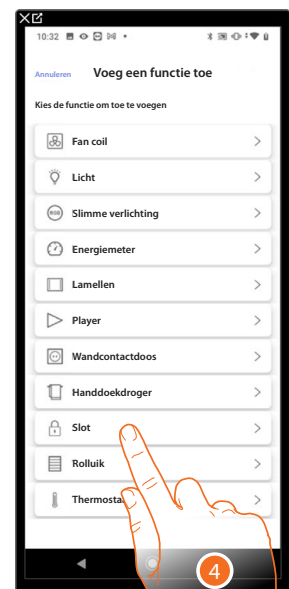 10:32
Annuleren Voeg een functie toe
Kies de functie om toe te voegen
Fan coil
Licht
RGB Slimme verlichting
Energiemeter
Lamellen
Player
Wandcontactdoos
Handdoekdroger
Slot
Rolluik
4